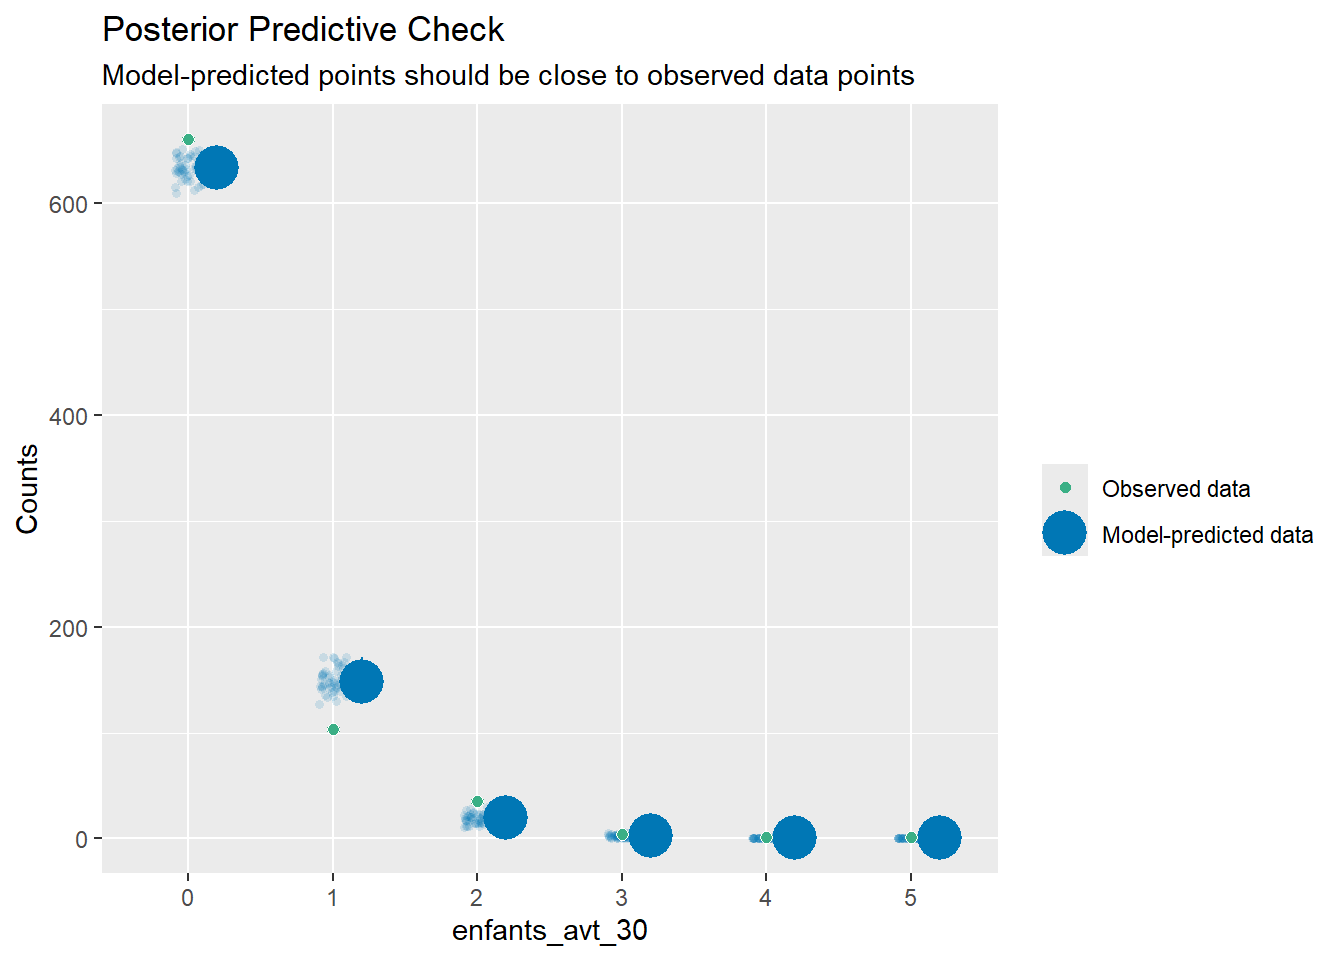 Posterior Predictive Check
Model-predicted points should be close to observed data points
600
400
200
0
Counts
0 1 2 3 4 5
enfants_avt_30
Observed data
Model-predicted data